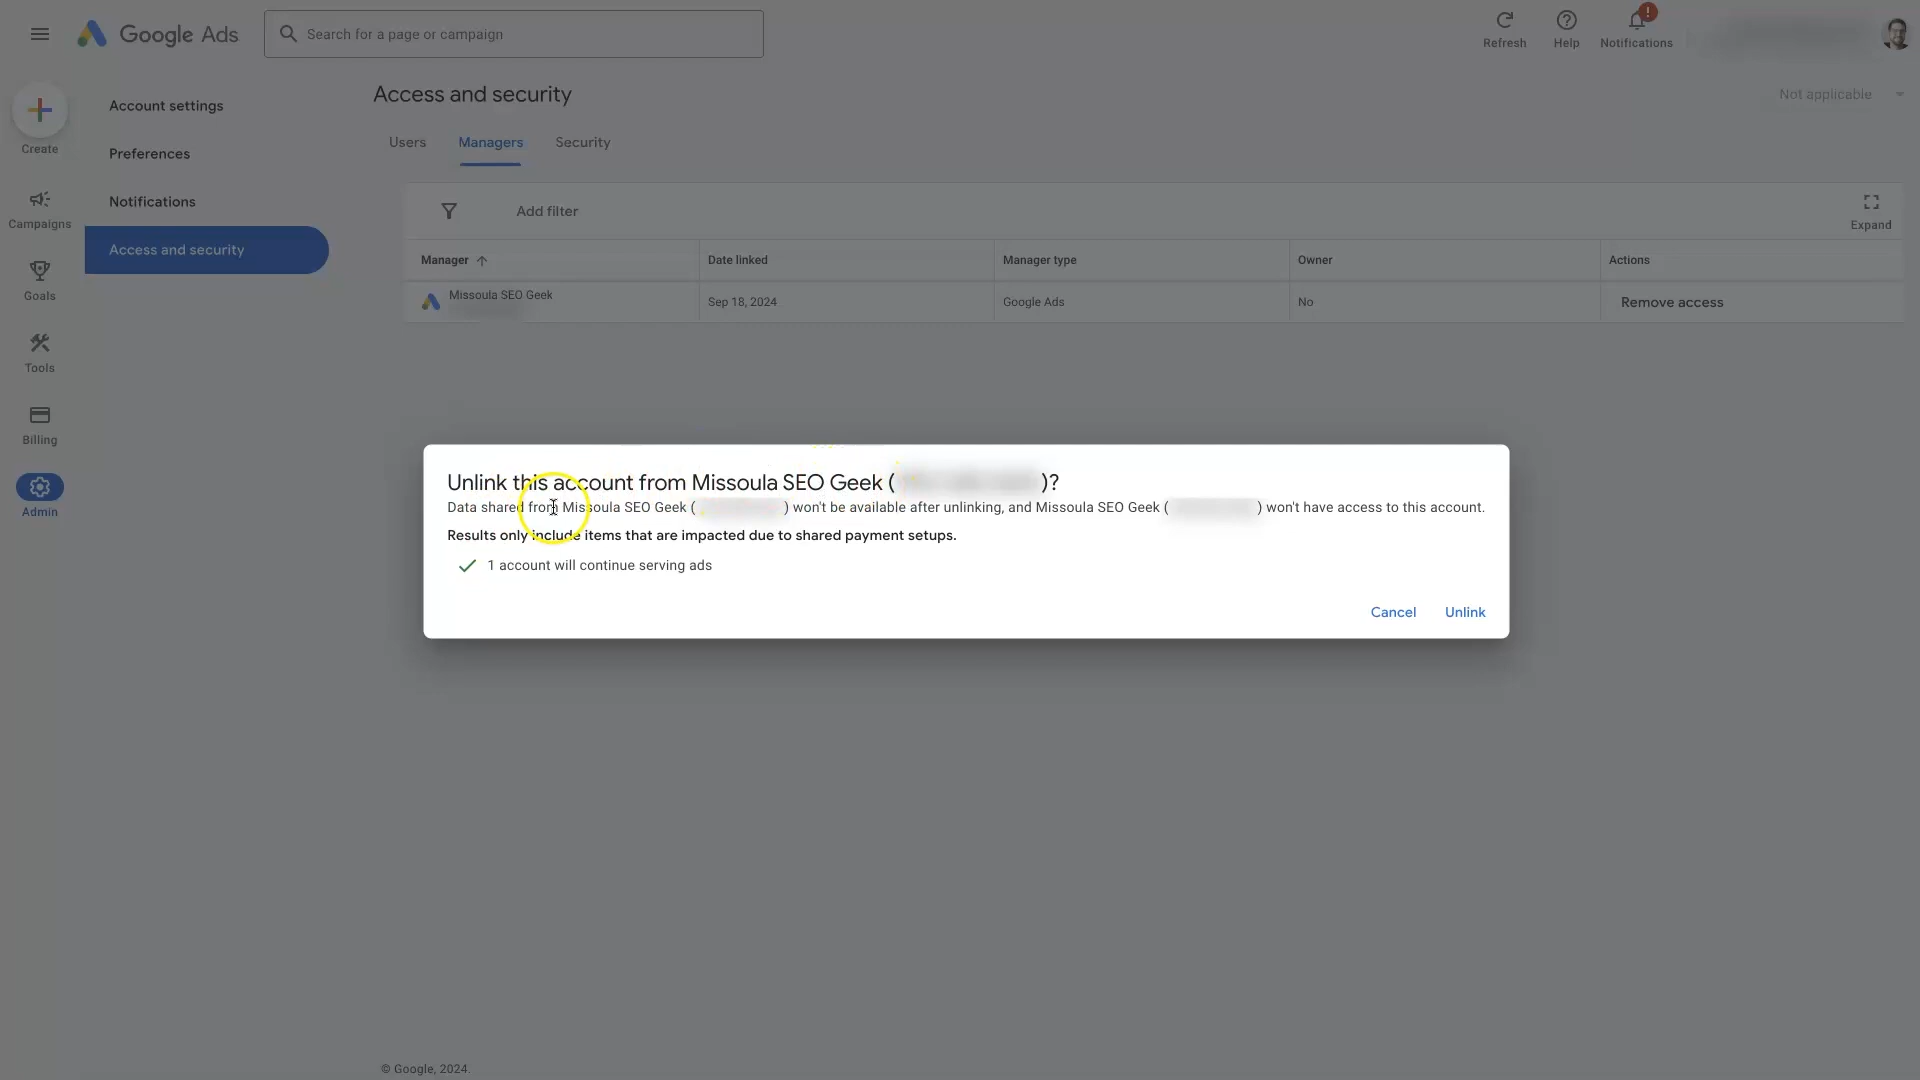 Google Ads
Search for a page or campaign
Refresh
Help
!
Notifications
Create
Campaigns
Goals
Tools
Billing
Admin
Account settings
Preferences
Notifications
Access and security
Access and security
Not applicable
Users Managers Security
Add filter
Expand
Manager Date linked Manager type Owner Actions
Missoula SEO Geek Sep 18, 2024 Google Ads No Remove access
Unlink this account from Missoula SEO Geek ( )?
Data shared from Missoula SEO Geek ( ) won't be available after unlinking, and Missoula SEO Geek ( ) won't have access to this account.
Results only include items that are impacted due to shared payment setups.
1 account will continue serving ads
Cancel Unlink
© Google, 2024.